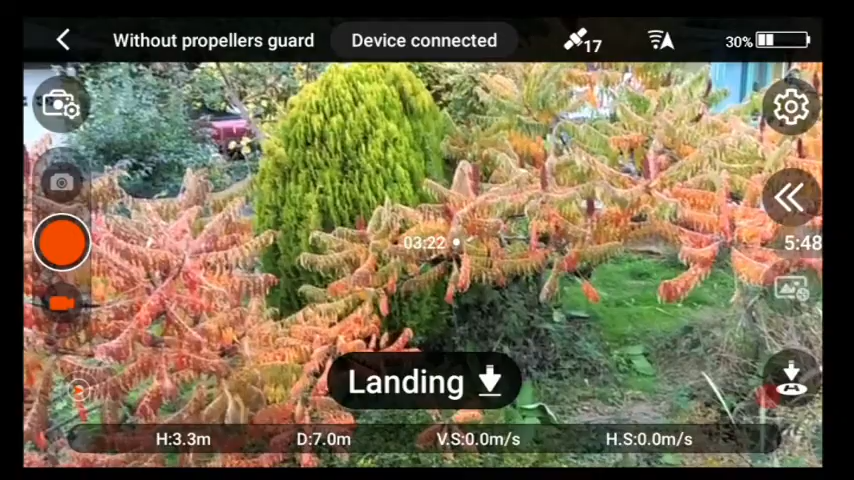 Without propellers guard
Device connected
17
30%
03:22
5:48
Landing
H:3.3m
D:7.0m
V.S:0.0m/s
H.S:0.0m/s